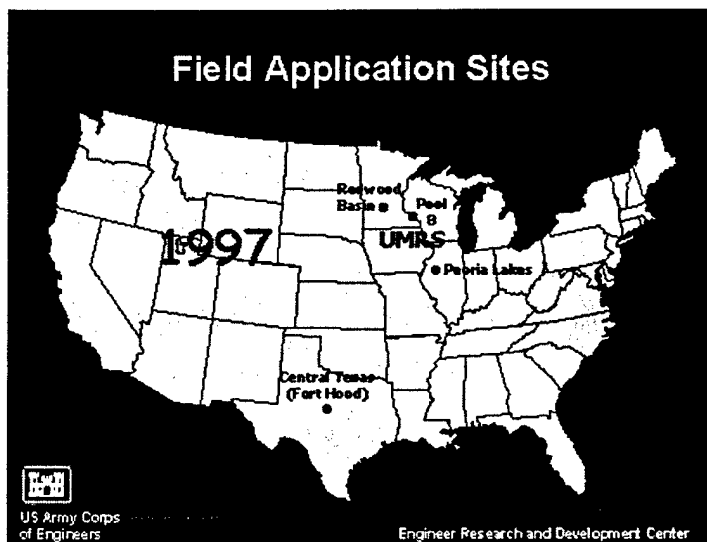 Field Application Sites
Redwood
Basin
Pool
8
UMRS
1997
Peoria Lakes
Central Texas
(Fort Hood)
US Army Corps
of Engineers
Engineer Research and Development Center